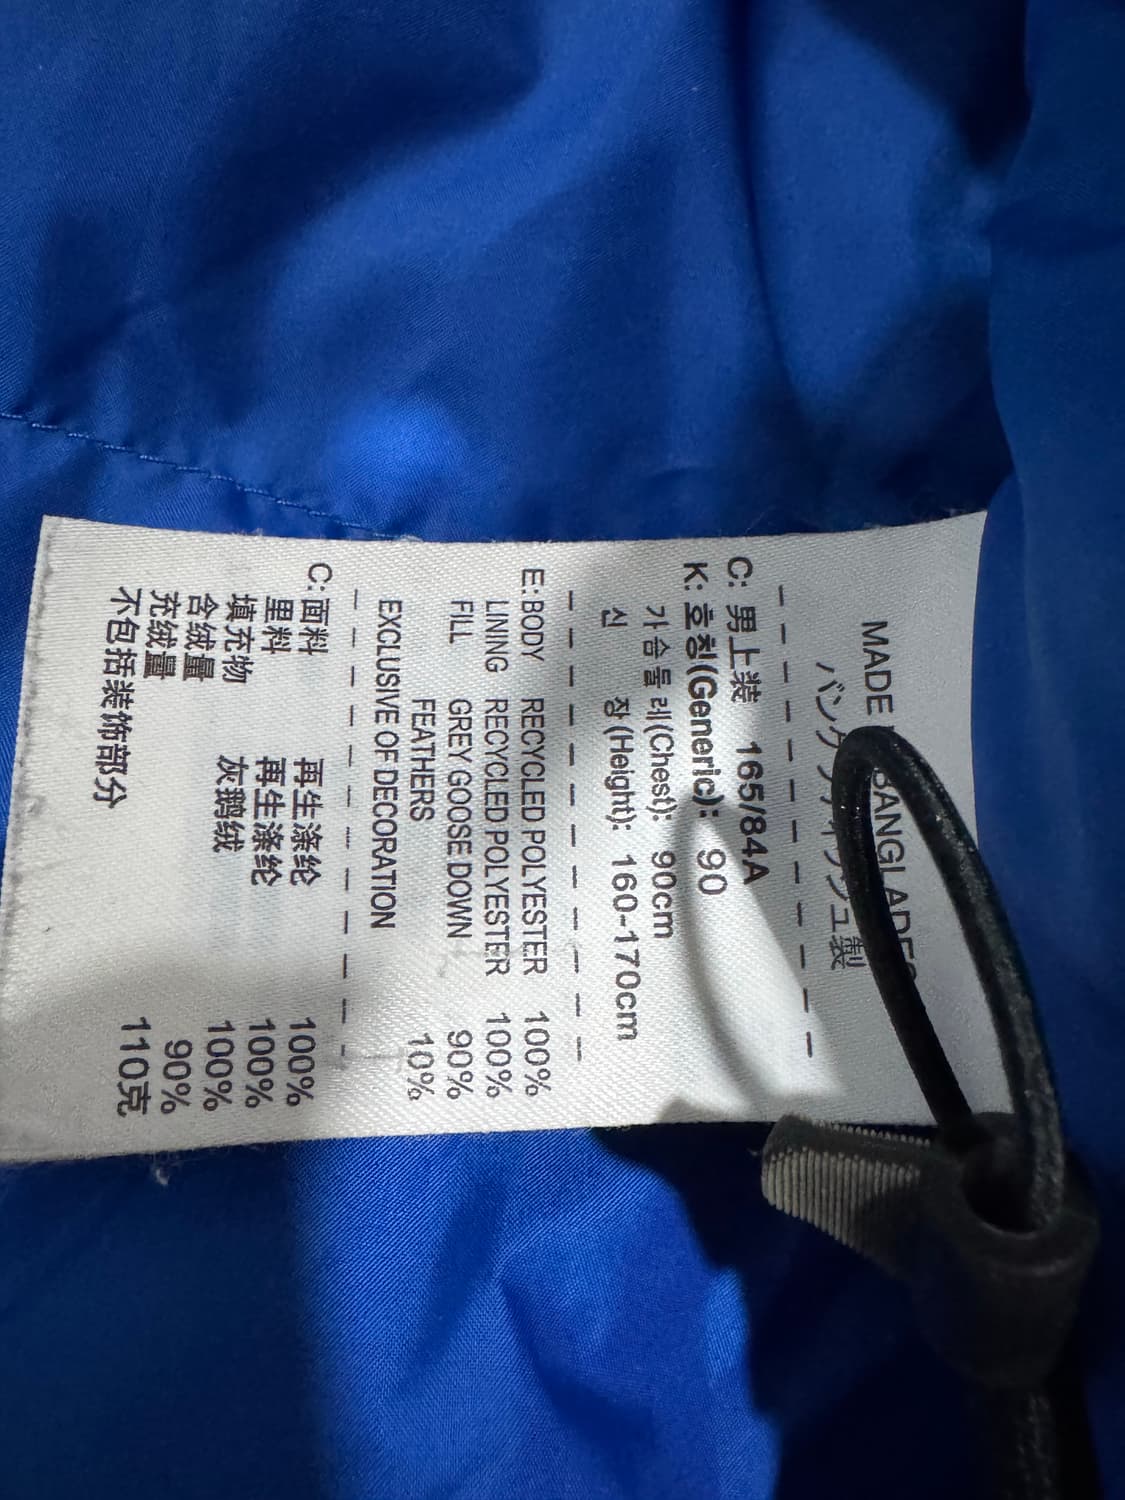 MADE BANGLADES
バングラディッシュ製
C: 男上装 165/84A
K: 호칭(Generic): 90
가슴둘레(Chest): 90cm
신 장(Height): 160-170cm
E: BODY RECYCLED POLYESTER 100%
LINING RECYCLED POLYESTER 100%
FILL GREY GOOSE DOWN 90%
FEATHERS 10%
EXCLUSIVE OF DECORATION
C: 面料 再生涤纶 100%
里料 再生涤纶 100%
填充物 灰鹅绒 100%
含绒量 90%
充绒量 110克
不包括装饰部分